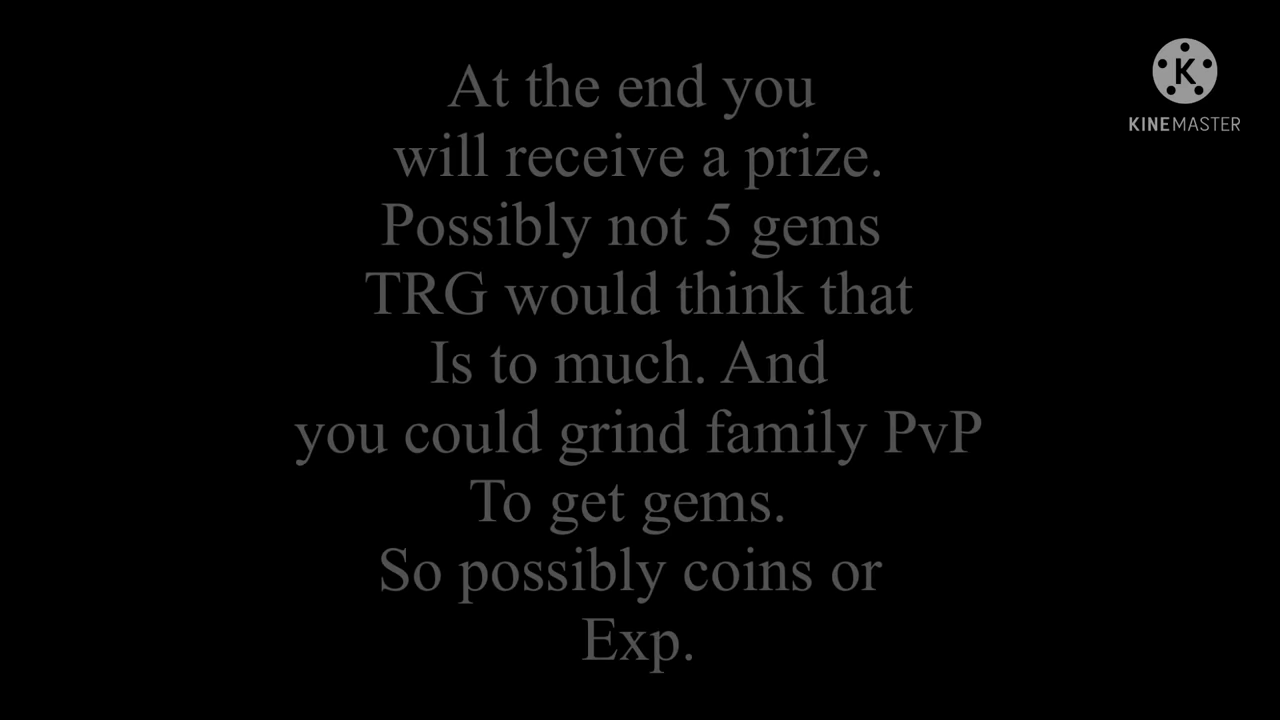 At the end you
will receive a prize.
Possibly not 5 gems
TRG would think that
Is to much. And
you could grind family PvP
To get gems.
So possibly coins or
Exp.
K
KINEMASTER